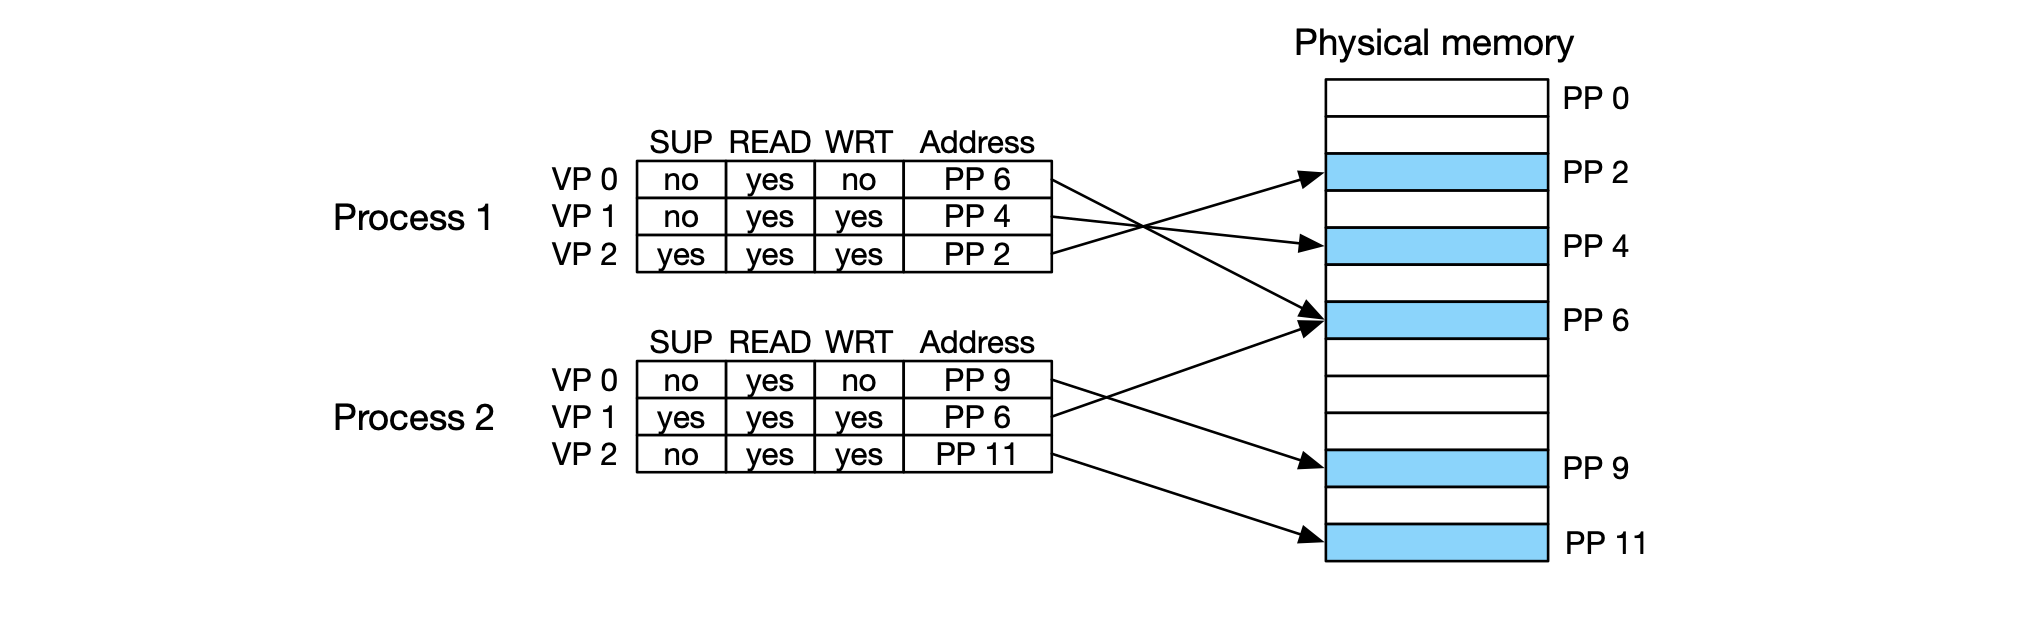 Physical memory
PP 0
SUP READ WRT Address
VP 0 no yes no PP 6
PP 2
Process 1 VP 1 no yes yes PP 4
VP 2 yes yes yes PP 2
PP 4
PP 6
SUP READ WRT Address
VP 0 no yes no PP 9
Process 2 VP 1 yes yes yes PP 6
VP 2 no yes yes PP 11
PP 9
PP 11